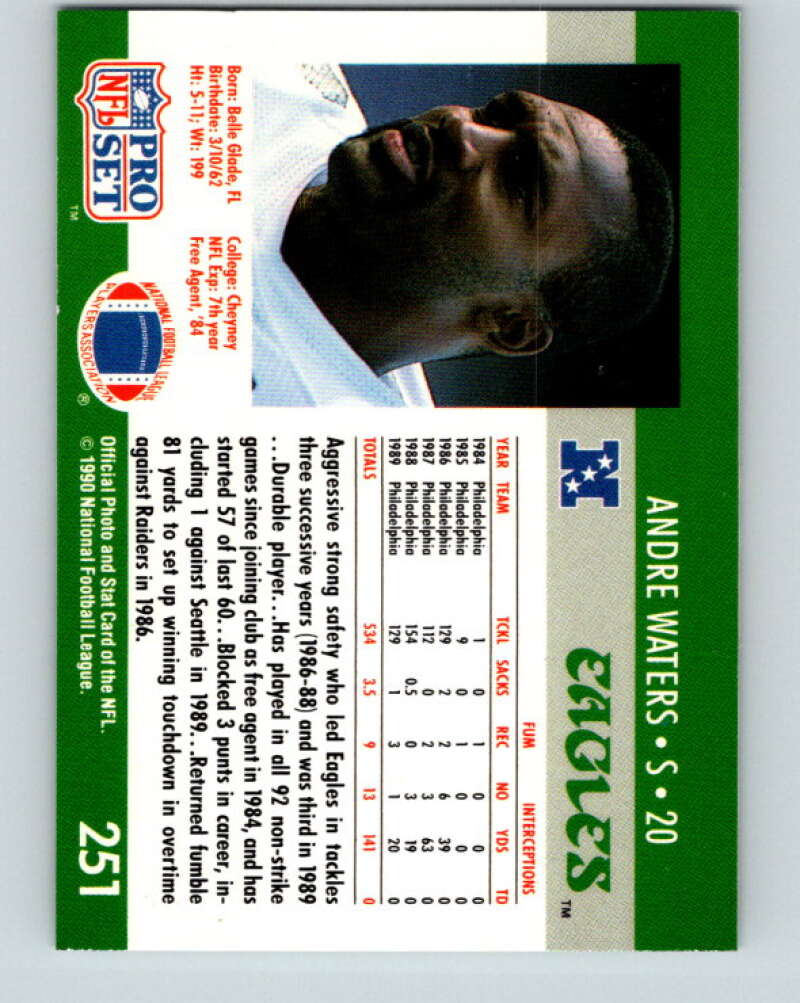 ANDRE WATERS • S • 20
N
EAGLES
TM
FUM INTERCEPTIONS
YEAR TEAM TCKL SACKS REC NO YDS TD
1984 Philadelphia 1 0 1 0 0 0
1985 Philadelphia 9 0 1 0 0 0
1986 Philadelphia 129 2 2 6 39 0
1987 Philadelphia 112 0 2 3 63 0
1988 Philadelphia 154 0.5 0 3 19 0
1989 Philadelphia 129 1 3 1 20 0
TOTALS 534 3.5 9 13 141 0
Aggressive strong safety who led Eagles in tackles
three successive years (1986-88) and was third in 1989
...Durable player...Has played in all 92 non-strike
games since joining club as free agent in 1984, and has
started 57 of last 60...Blocked 3 punts in career, in-
cluding 1 against Seattle in 1989...Returned fumble
81 yards to set up winning touchdown in overtime
against Raiders in 1986.
Born: Belle Glade, FL
Birthdate: 3/10/62
Ht: 5-11; Wt: 199
College: Cheyney
NFL Exp: 7th year
Free Agent, '84
NFL
PRO
SET
TM
NATIONAL FOOTBALL LEAGUE
PLAYERS ASSOCIATION
®
Official Photo and Stat Card of the NFL.
© 1990 National Football League.
251